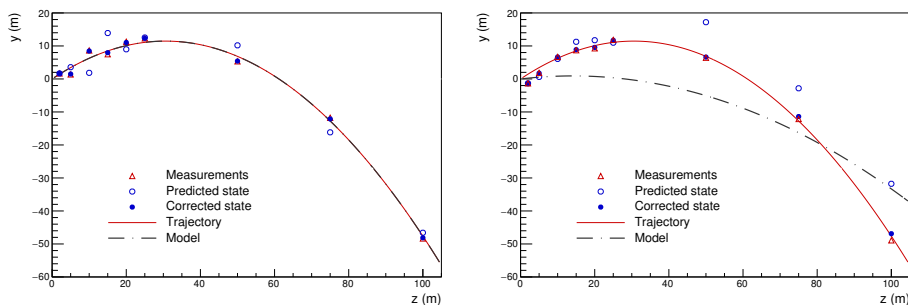 y (m)
20
10
0
−10
−20
−30
−40
−50
−60
Measurements
Predicted state
Corrected state
Trajectory
Model
0 20 40 60 80 100
z (m)
y (m)
20
10
0
−10
−20
−30
−40
−50
−60
Measurements
Predicted state
Corrected state
Trajectory
Model
0 20 40 60 80 100
z (m)